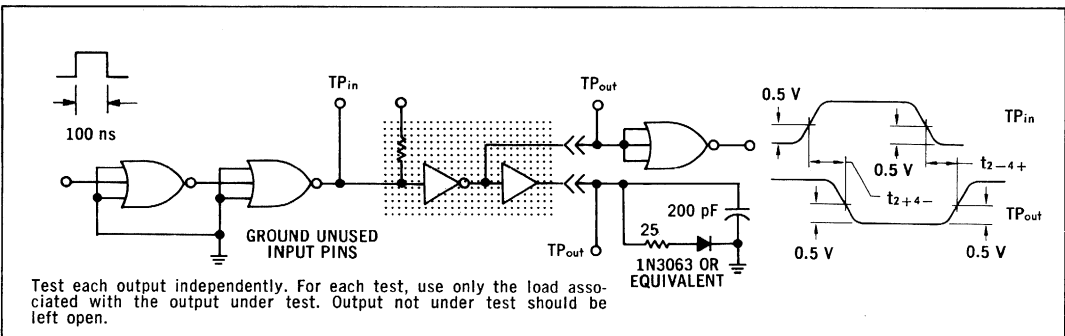 100 ns
TPin
TPout
0.5 V
TPin
0.5 V
t2−4+
t2+4−
TPout
0.5 V
0.5 V
200 pF
25
TPout
1N3063 OR
EQUIVALENT
GROUND UNUSED
INPUT PINS
Test each output independently. For each test, use only the load asso-
ciated with the output under test. Output not under test should be
left open.